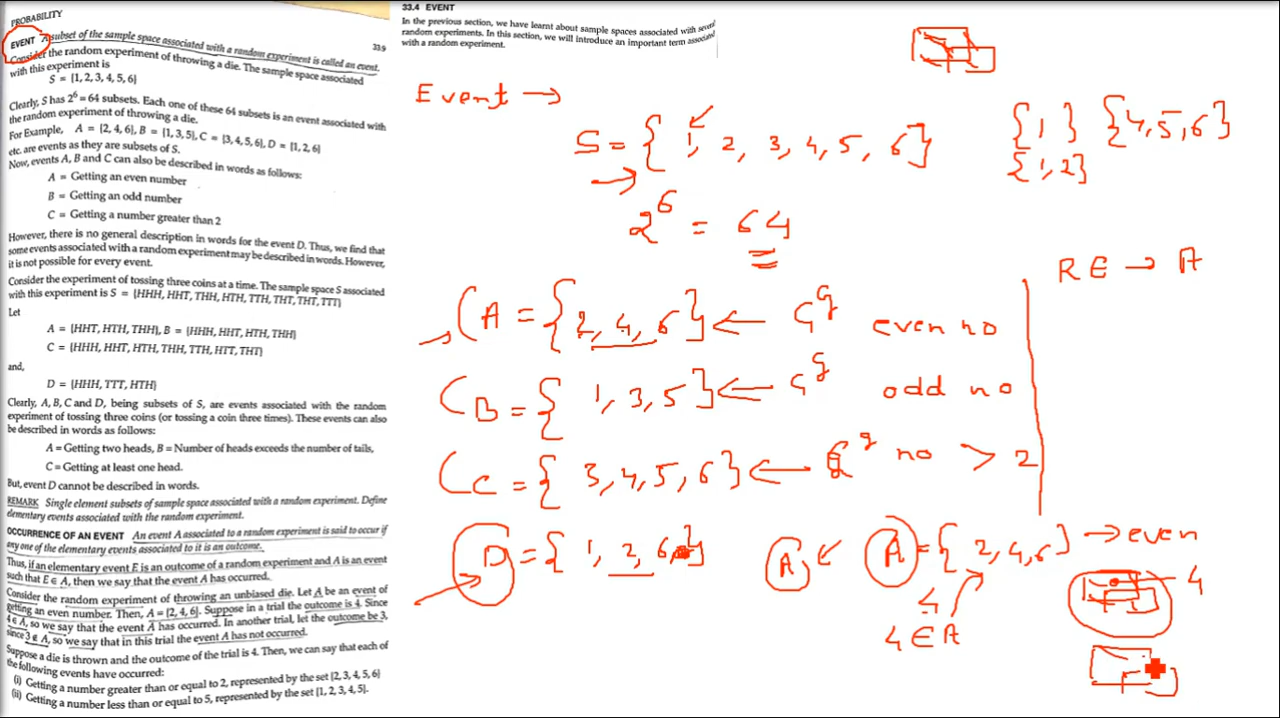 PROBABILITY
33.9
EVENT A subset of the sample space associated with a random experiment is called an event.
Consider the random experiment of throwing a die. The sample space associated
with this experiment is
S = {1, 2, 3, 4, 5, 6}
Clearly, S has 2⁶ = 64 subsets. Each one of these 64 subsets is an event associated with
the random experiment of throwing a die.
For Example, A = {2, 4, 6}, B = {1, 3, 5}, C = {3, 4, 5, 6}, D = {1, 2, 6}
etc. are events as they are subsets of S.
Now, events A, B and C can also be described in words as follows:
A = Getting an even number
B = Getting an odd number
C = Getting a number greater than 2
However, there is no general description in words for the event D. Thus, we find that
some events associated with a random experiment may be described in words. However,
it is not possible for every event.
Consider the experiment of tossing three coins at a time. The sample space S associated
with this experiment is S = {HHH, HHT, THH, HTH, TTH, THT, THT, TTT}
Let
A = {HHT, HTH, THH}, B = {HHH, HHT, HTH, THH}
C = {HHH, HHT, HTH, THH, TTH, HTT, THT}
and,
D = {HHH, TTT, HTH}
Clearly, A, B, C and D, being subsets of S, are events associated with the random
experiment of tossing three coins (or tossing a coin three times). These events can also
be described in words as follows:
A = Getting two heads, B = Number of heads exceeds the number of tails,
C = Getting at least one head.
But, event D cannot be described in words.
REMARK Single element subsets of sample space associated with a random experiment. Define
elementary events associated with the random experiment.
OCCURRENCE OF AN EVENT An event A associated to a random experiment is said to occur if
any one of the elementary events associated to it is an outcome.
Thus, if an elementary event E is an outcome of a random experiment and A is an event
such that E ∈ A, then we say that the event A has occurred.
Consider the random experiment of throwing an unbiased die. Let A be an event of
getting an even number. Then, A = {2, 4, 6}. Suppose in a trial the outcome is 4. Since
4 ∈ A, so we say that the event A has occurred. In another trial, let the outcome be 3,
since 3 ∉ A, so we say that in this trial the event A has not occurred.
Suppose a die is thrown and the outcome of the trial is 4. Then, we can say that each of
the following events have occurred:
(i) Getting a number greater than or equal to 2, represented by the set {2, 3, 4, 5, 6}
(ii) Getting a number less than or equal to 5, represented by the set {1, 2, 3, 4, 5}.
33.4 EVENT
In the previous section, we have learnt about sample spaces associated with several
random experiments. In this section, we will introduce an important term associated
with a random experiment.
Event →
S = { 1, 2, 3, 4, 5, 6 }
{ 1 } { 4, 5, 6 }
{ 1, 2 }
2⁶ = 64
RE → A
A = { 2, 4, 6 } ← G^g even no
B = { 1, 3, 5 } ← G^g odd no
C = { 3, 4, 5, 6 } ← G^g no > 2
D = { 1, 2, 6 }
A
A = { 2, 4, 6 } → even
4
4
4 ∈ A